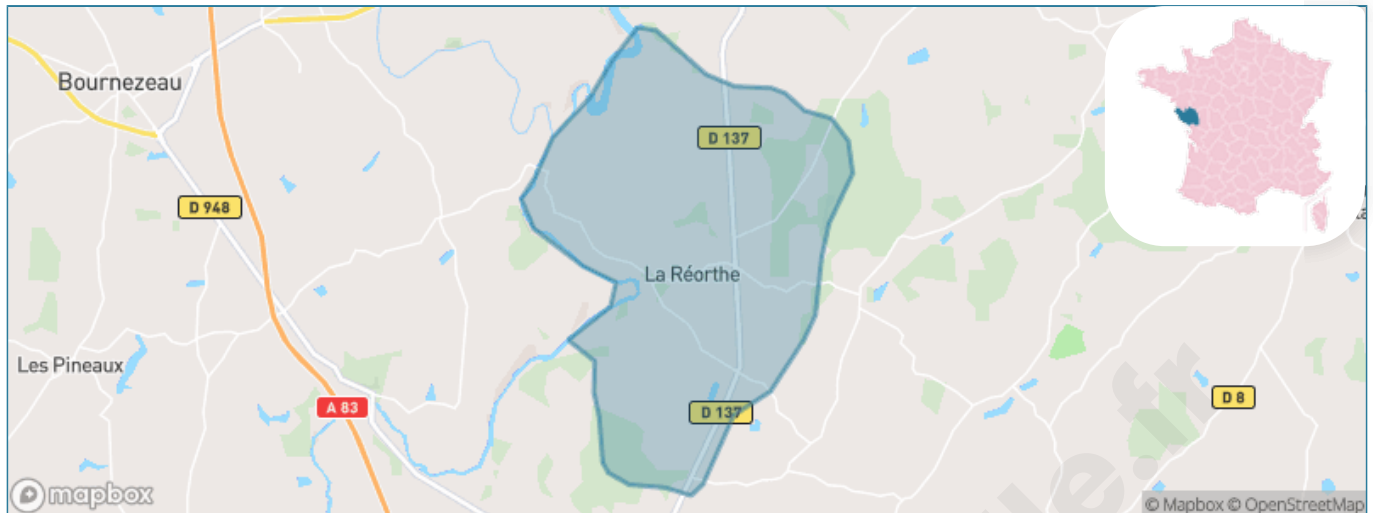 Bournezeau
D 137
D 948
La Réorthe
Les Pineaux
A 83
D 137
D 8
mapbox
© Mapbox © OpenStreetMap